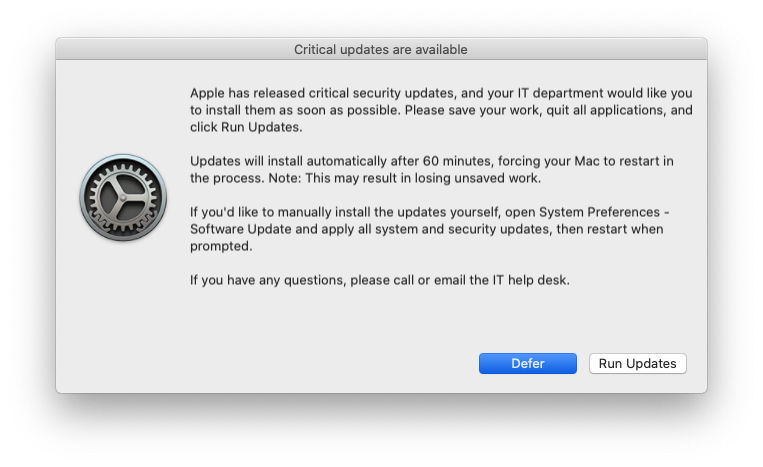 Critical updates are available
Apple has released critical security updates, and your IT department would like you
to install them as soon as possible. Please save your work, quit all applications, and
click Run Updates.
Updates will install automatically after 60 minutes, forcing your Mac to restart in
the process. Note: This may result in losing unsaved work.
If you'd like to manually install the updates yourself, open System Preferences -
Software Update and apply all system and security updates, then restart when
prompted.
If you have any questions, please call or email the IT help desk.
Defer
Run Updates